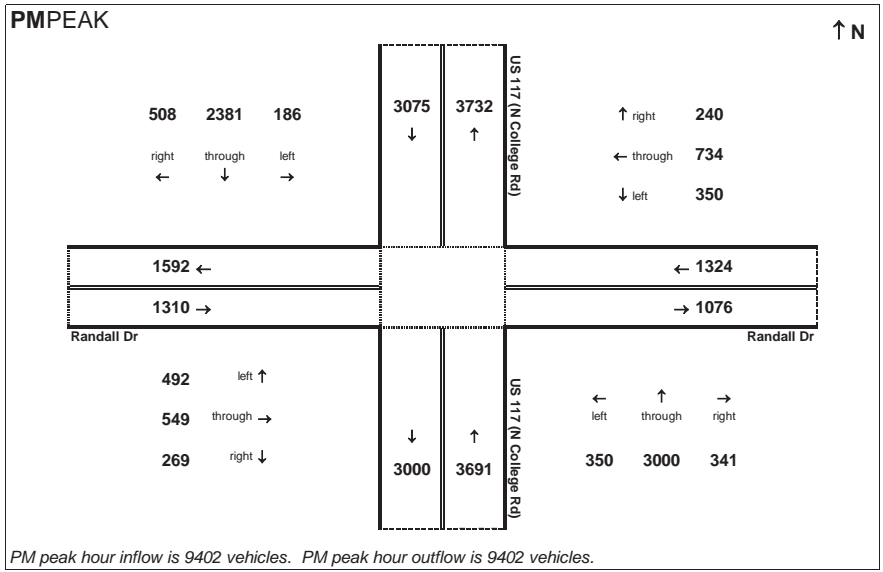 PMPEAK
↑ N
508 2381 186
right through left
← ↓ →
3075 3732
↓ ↑
US 117 (N College Rd)
↑ right 240
← through 734
↓ left 350
1592 ←
1310 →
← 1324
→ 1076
Randall Dr
Randall Dr
492 left ↑
549 through →
269 right ↓
↓ ↑
3000 3691
US 117 (N College Rd)
← ↑ →
left through right
350 3000 341
PM peak hour inflow is 9402 vehicles. PM peak hour outflow is 9402 vehicles.